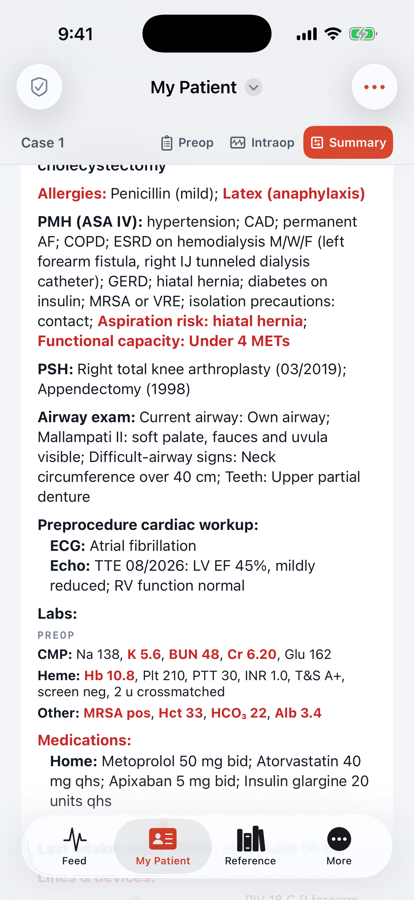 9:41
My Patient
Case 1
Preop
Intraop
Summary
cholecystectomy
Allergies: Penicillin (mild); Latex (anaphylaxis)
PMH (ASA IV): hypertension; CAD; permanent
AF; COPD; ESRD on hemodialysis M/W/F (left
forearm fistula, right IJ tunneled dialysis
catheter); GERD; hiatal hernia; diabetes on
insulin; MRSA or VRE; isolation precautions:
contact; Aspiration risk: hiatal hernia;
Functional capacity: Under 4 METs
PSH: Right total knee arthroplasty (03/2019);
Appendectomy (1998)
Airway exam: Current airway: Own airway;
Mallampati II: soft palate, fauces and uvula
visible; Difficult-airway signs: Neck
circumference over 40 cm; Teeth: Upper partial
denture
Preprocedure cardiac workup:
ECG: Atrial fibrillation
Echo: TTE 08/2026: LV EF 45%, mildly
reduced; RV function normal
Labs:
PREOP
CMP: Na 138, K 5.6, BUN 48, Cr 6.20, Glu 162
Heme: Hb 10.8, Plt 210, PTT 30, INR 1.0, T&S A+,
screen neg, 2 u crossmatched
Other: MRSA pos, Hct 33, HCO₃ 22, Alb 3.4
Medications:
Home: Metoprolol 50 mg bid; Atorvastatin 40
mg qhs; Apixaban 5 mg bid; Insulin glargine 20
units qhs
Feed
My Patient
Reference
More
Lines & devices: